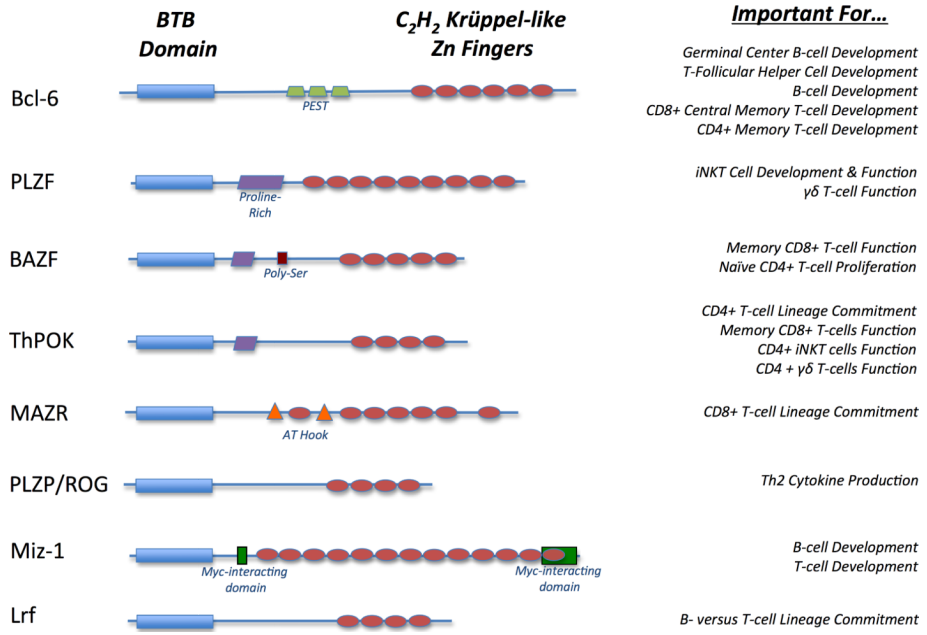 BTB
Domain
C2H2 Krüppel-like
Zn Fingers
Important For...
Bcl-6
PEST
Germinal Center B-cell Development
T-Follicular Helper Cell Development
B-cell Development
CD8+ Central Memory T-cell Development
CD4+ Memory T-cell Development
PLZF
Proline-
Rich
iNKT Cell Development & Function
γδ T-cell Function
BAZF
Poly-Ser
Memory CD8+ T-cell Function
Naïve CD4+ T-cell Proliferation
ThPOK
CD4+ T-cell Lineage Commitment
Memory CD8+ T-cells Function
CD4+ iNKT cells Function
CD4 + γδ T-cells Function
MAZR
AT Hook
CD8+ T-cell Lineage Commitment
PLZP/ROG
Th2 Cytokine Production
Miz-1
Myc-interacting
domain
Myc-interacting
domain
B-cell Development
T-cell Development
Lrf
B- versus T-cell Lineage Commitment